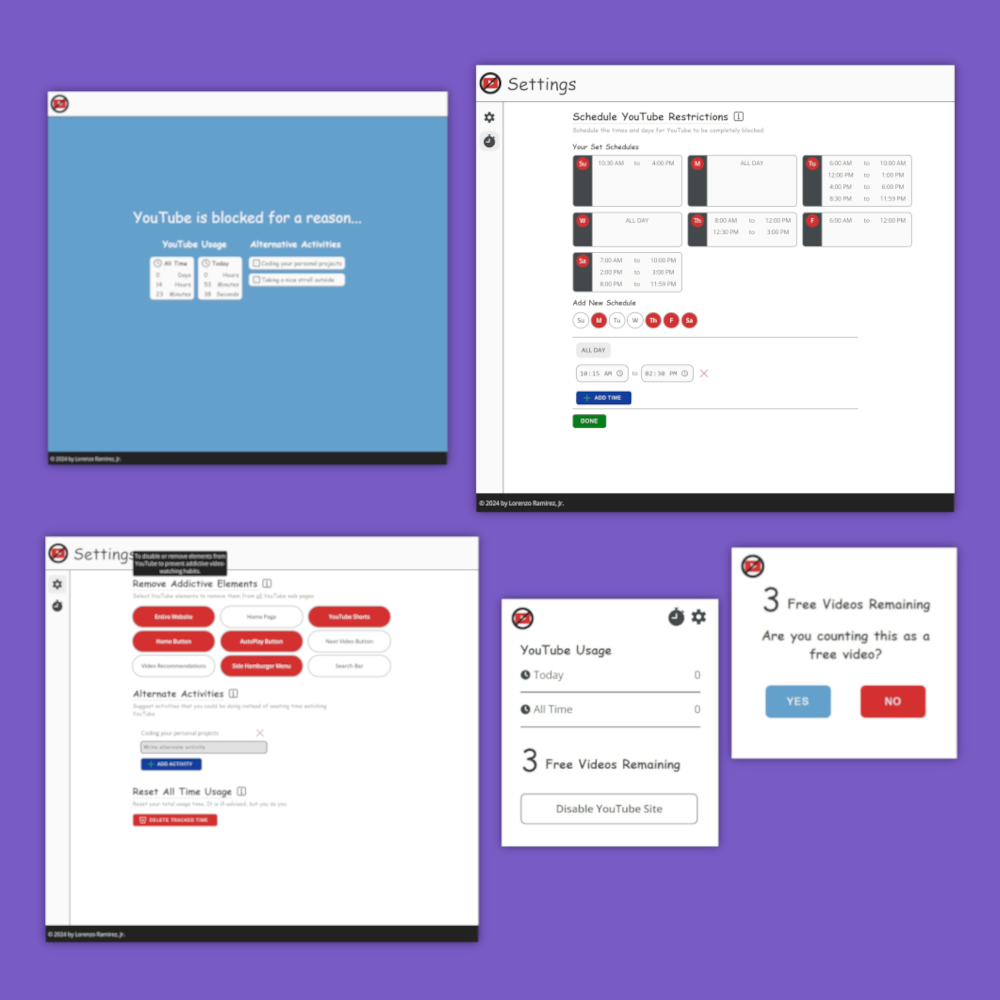 YouTube is blocked for a reason...
YouTube Usage
Alternative Activities
All Time
0 Days
14 Hours
23 Minutes
Today
0 Hours
53 Minutes
38 Seconds
Coding your personal projects
Taking a nice stroll outside
© 2024 by Lorenzo Ramirez, Jr.
Settings
Schedule YouTube Restrictions
Schedule the times and days for YouTube to be completely blocked
Your Set Schedules
Su
10:30 AM to 4:00 PM
M
ALL DAY
Tu
6:00 AM to 10:00 AM
12:00 PM to 1:00 PM
4:00 PM to 6:00 PM
8:30 PM to 11:59 PM
W
ALL DAY
Th
8:00 AM to 12:00 PM
12:30 PM to 3:00 PM
F
6:00 AM to 12:00 PM
Sa
7:00 AM to 10:00 PM
2:00 PM to 3:00 PM
8:00 PM to 11:59 PM
Add New Schedule
Su M Tu W Th F Sa
ALL DAY
10:15 AM to 02:30 PM
ADD TIME
DONE
© 2024 by Lorenzo Ramirez, Jr.
Settings
To disable or remove elements from
YouTube to prevent addictive video-
watching habits.
Remove Addictive Elements
Select YouTube elements to remove them from all YouTube web pages
Entire Website Home Page YouTube Shorts
Home Button AutoPlay Button Next Video Button
Video Recommendations Side Hamburger Menu Search Bar
Alternate Activities
Suggest activities that you could be doing instead of wasting time watching
YouTube
Coding your personal projects
Write alternate activity
ADD ACTIVITY
Reset All Time Usage
Reset your total usage time. It is ill-advised, but you do you
DELETE TRACKED TIME
© 2024 by Lorenzo Ramirez, Jr.
YouTube Usage
Today 0
All Time 0
3 Free Videos Remaining
Disable YouTube Site
3 Free Videos Remaining
Are you counting this as a
free video?
YES NO